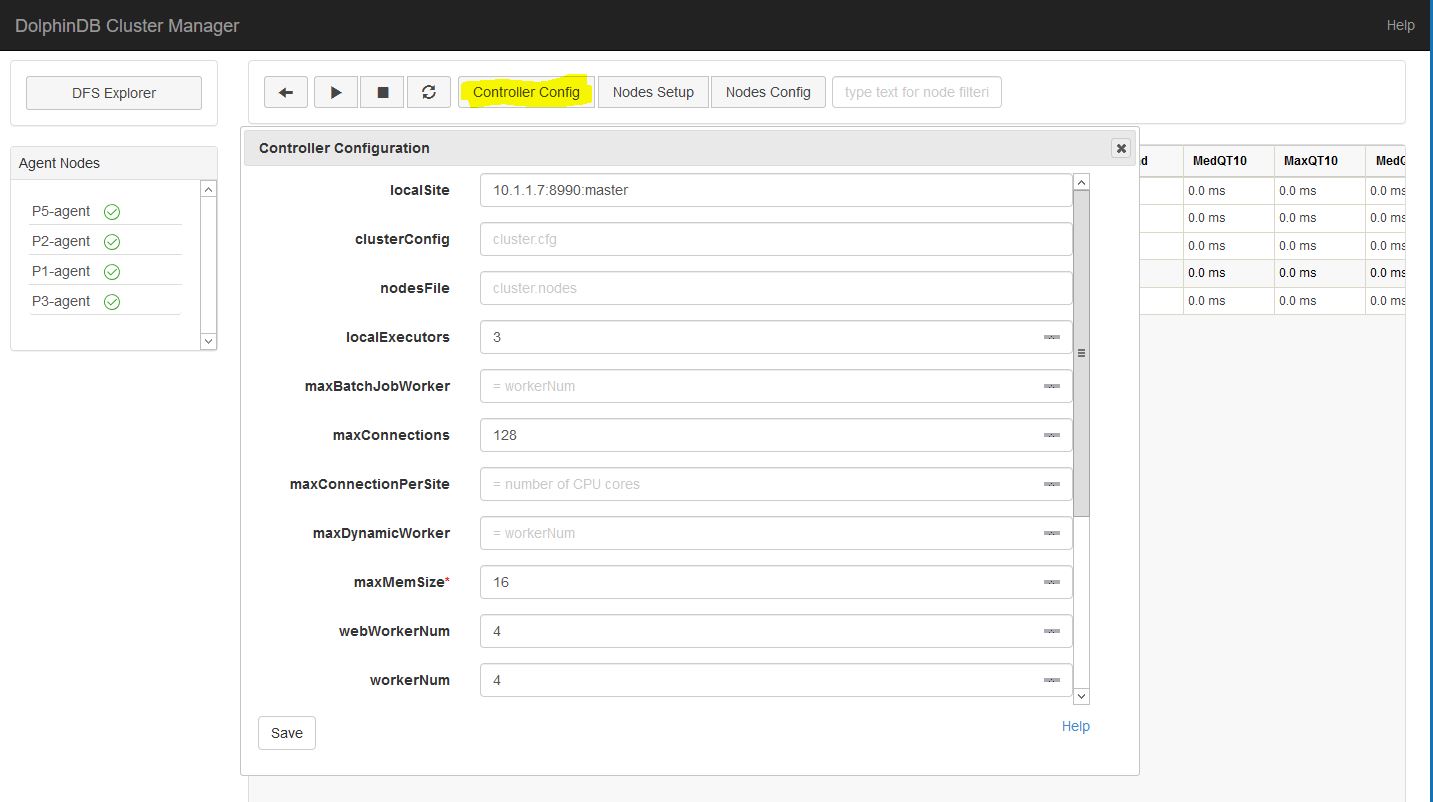 DolphinDB Cluster Manager
Help
DFS Explorer
Controller Config
Nodes Setup
Nodes Config
type text for node filteri
Agent Nodes
P5-agent
P2-agent
P1-agent
P3-agent
Controller Configuration
localSite 10.1.1.7:8990:master
clusterConfig cluster.cfg
nodesFile cluster.nodes
localExecutors 3
maxBatchJobWorker = workerNum
maxConnections 128
maxConnectionPerSite = number of CPU cores
maxDynamicWorker = workerNum
maxMemSize* 16
webWorkerNum 4
workerNum 4
Save
Help
d MedQT10 MaxQT10 MedQ
0.0 ms 0.0 ms 0.0 ms
0.0 ms 0.0 ms 0.0 ms
0.0 ms 0.0 ms 0.0 ms
0.0 ms 0.0 ms 0.0 ms
0.0 ms 0.0 ms 0.0 ms